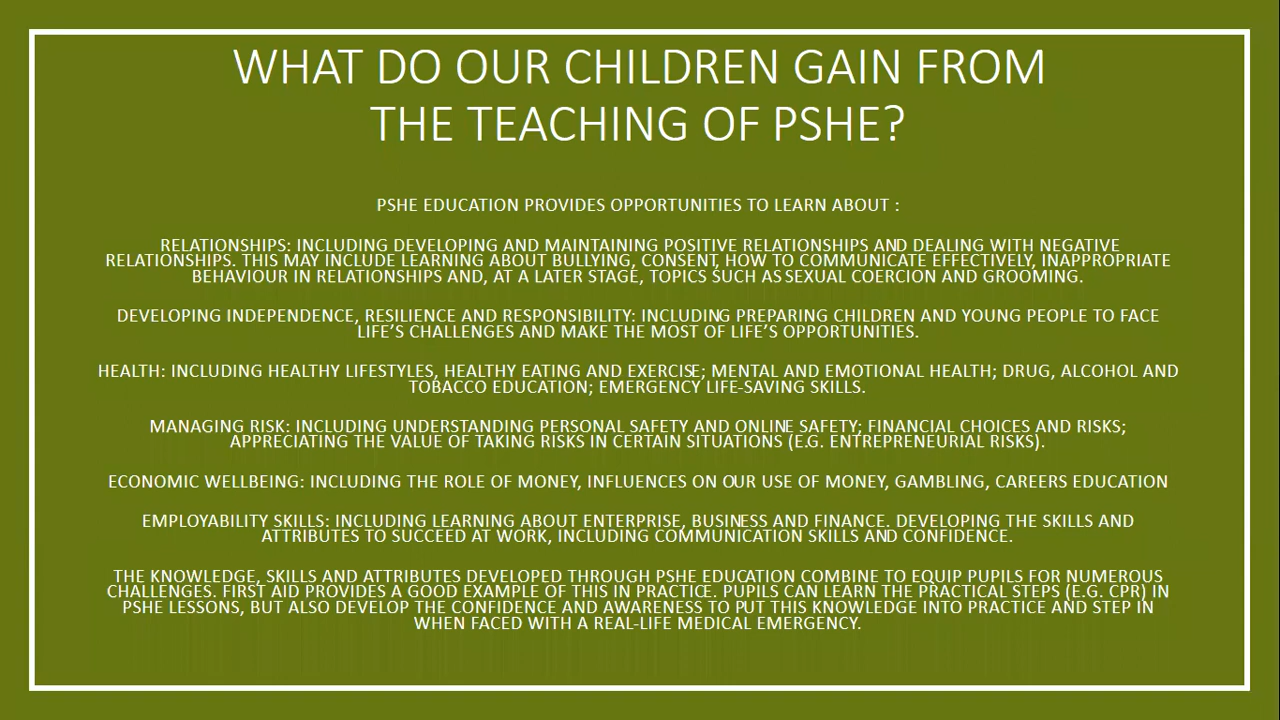 WHAT DO OUR CHILDREN GAIN FROM
THE TEACHING OF PSHE?
PSHE EDUCATION PROVIDES OPPORTUNITIES TO LEARN ABOUT :
RELATIONSHIPS: INCLUDING DEVELOPING AND MAINTAINING POSITIVE RELATIONSHIPS AND DEALING WITH NEGATIVE
RELATIONSHIPS. THIS MAY INCLUDE LEARNING ABOUT BULLYING, CONSENT, HOW TO COMMUNICATE EFFECTIVELY, INAPPROPRIATE
BEHAVIOUR IN RELATIONSHIPS AND, AT A LATER STAGE, TOPICS SUCH AS SEXUAL COERCION AND GROOMING.
DEVELOPING INDEPENDENCE, RESILIENCE AND RESPONSIBILITY: INCLUDING PREPARING CHILDREN AND YOUNG PEOPLE TO FACE
LIFE’S CHALLENGES AND MAKE THE MOST OF LIFE’S OPPORTUNITIES.
HEALTH: INCLUDING HEALTHY LIFESTYLES, HEALTHY EATING AND EXERCISE; MENTAL AND EMOTIONAL HEALTH; DRUG, ALCOHOL AND
TOBACCO EDUCATION; EMERGENCY LIFE-SAVING SKILLS.
MANAGING RISK: INCLUDING UNDERSTANDING PERSONAL SAFETY AND ONLINE SAFETY; FINANCIAL CHOICES AND RISKS;
APPRECIATING THE VALUE OF TAKING RISKS IN CERTAIN SITUATIONS (E.G. ENTREPRENEURIAL RISKS).
ECONOMIC WELLBEING: INCLUDING THE ROLE OF MONEY, INFLUENCES ON OUR USE OF MONEY, GAMBLING, CAREERS EDUCATION
EMPLOYABILITY SKILLS: INCLUDING LEARNING ABOUT ENTERPRISE, BUSINESS AND FINANCE. DEVELOPING THE SKILLS AND
ATTRIBUTES TO SUCCEED AT WORK, INCLUDING COMMUNICATION SKILLS AND CONFIDENCE.
THE KNOWLEDGE, SKILLS AND ATTRIBUTES DEVELOPED THROUGH PSHE EDUCATION COMBINE TO EQUIP PUPILS FOR NUMEROUS
CHALLENGES. FIRST AID PROVIDES A GOOD EXAMPLE OF THIS IN PRACTICE. PUPILS CAN LEARN THE PRACTICAL STEPS (E.G. CPR) IN
PSHE LESSONS, BUT ALSO DEVELOP THE CONFIDENCE AND AWARENESS TO PUT THIS KNOWLEDGE INTO PRACTICE AND STEP IN
WHEN FACED WITH A REAL-LIFE MEDICAL EMERGENCY.